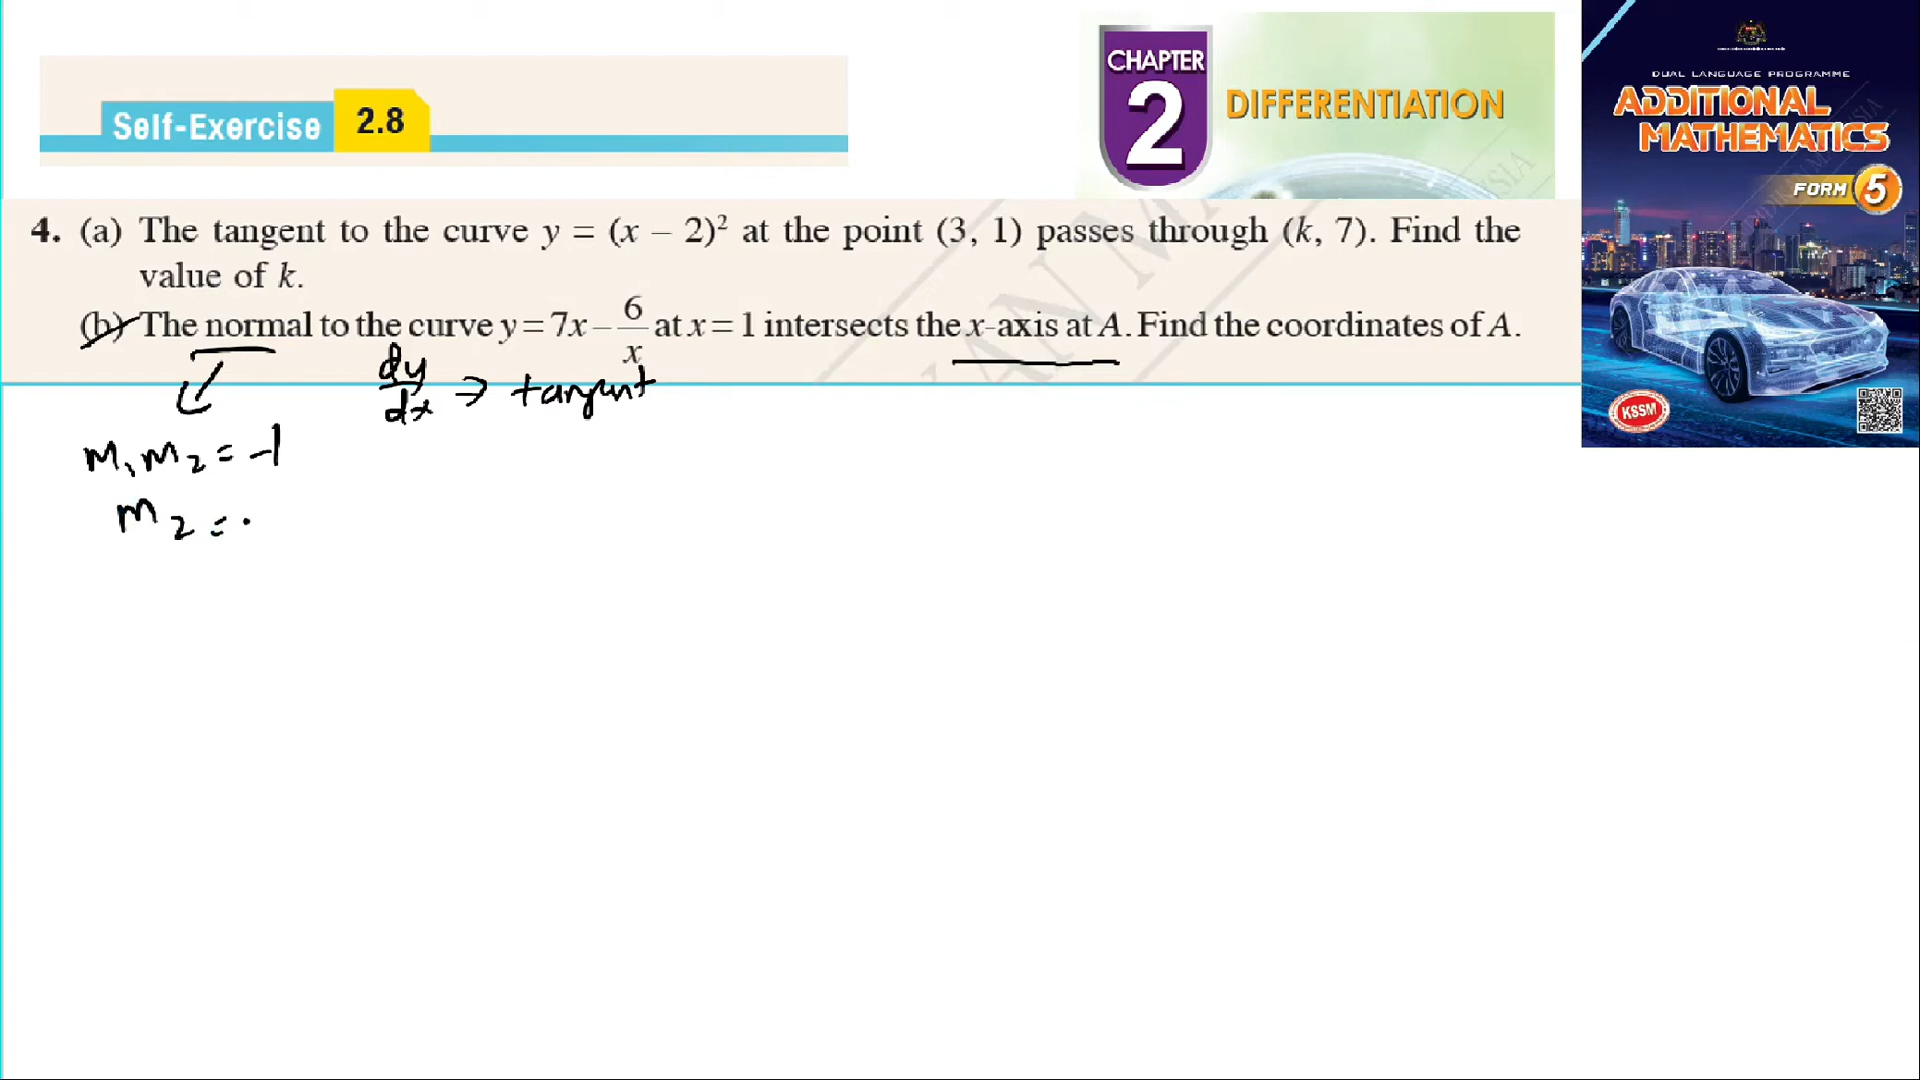 Self-Exercise 2.8
CHAPTER 2 DIFFERENTIATION
DUAL LANGUAGE PROGRAMME
ADDITIONAL
MATHEMATICS
FORM 5
KSSM
4. (a) The tangent to the curve y = (x – 2)² at the point (3, 1) passes through (k, 7). Find the
value of k.
(b) The normal to the curve y = 7x – 6/x at x = 1 intersects the x-axis at A. Find the coordinates of A.
dy/dx → tangent
m₁m₂ = -1
m₂ =